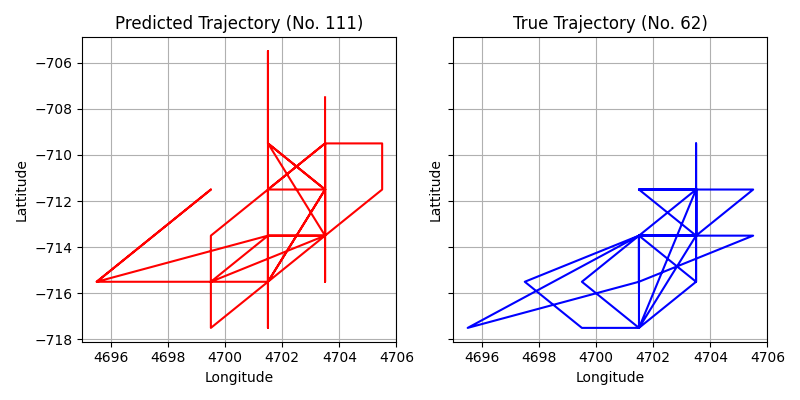 Predicted Trajectory (No. 111)
True Trajectory (No. 62)
Lattitude
−706
−708
−710
−712
−714
−716
−718
4696 4698 4700 4702 4704 4706
Longitude
Lattitude
4696 4698 4700 4702 4704 4706
Longitude